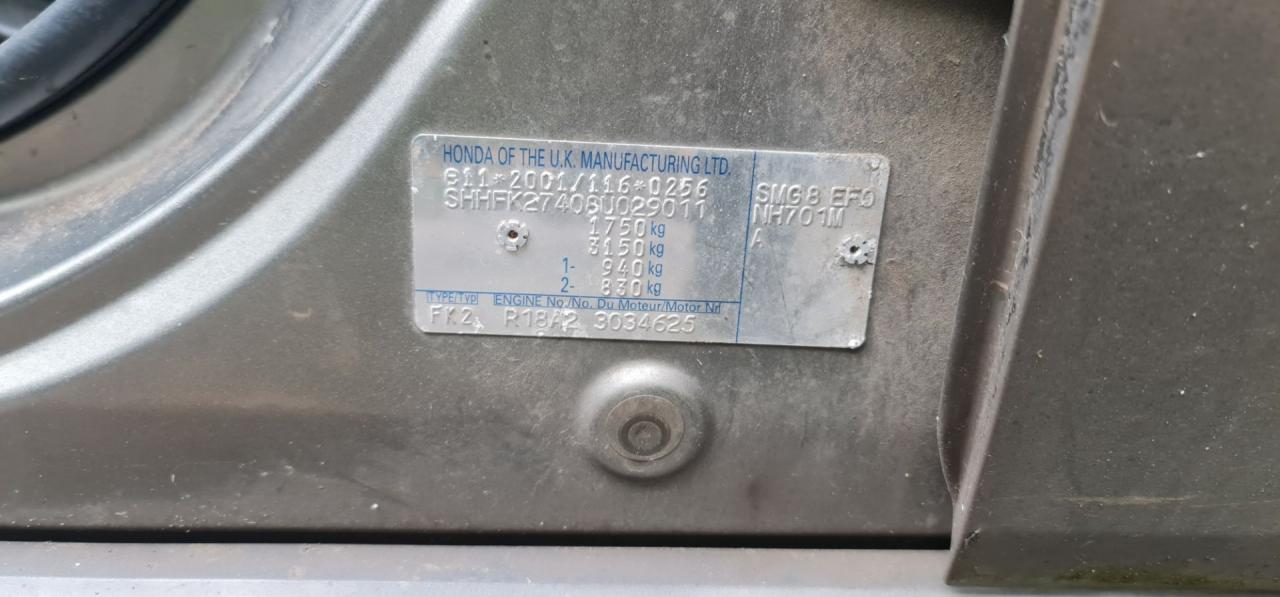 HONDA OF THE U.K. MANUFACTURING LTD.
e11*2001/116*0256
SHHFK27408U029011
1750 kg
3150 kg
1- 940 kg
2- 830 kg
TYPE/TYP ENGINE No./No. Du Moteur/Motor Nr
FK2 R18A2 3034625
SMG8 EF0
NH701M
A